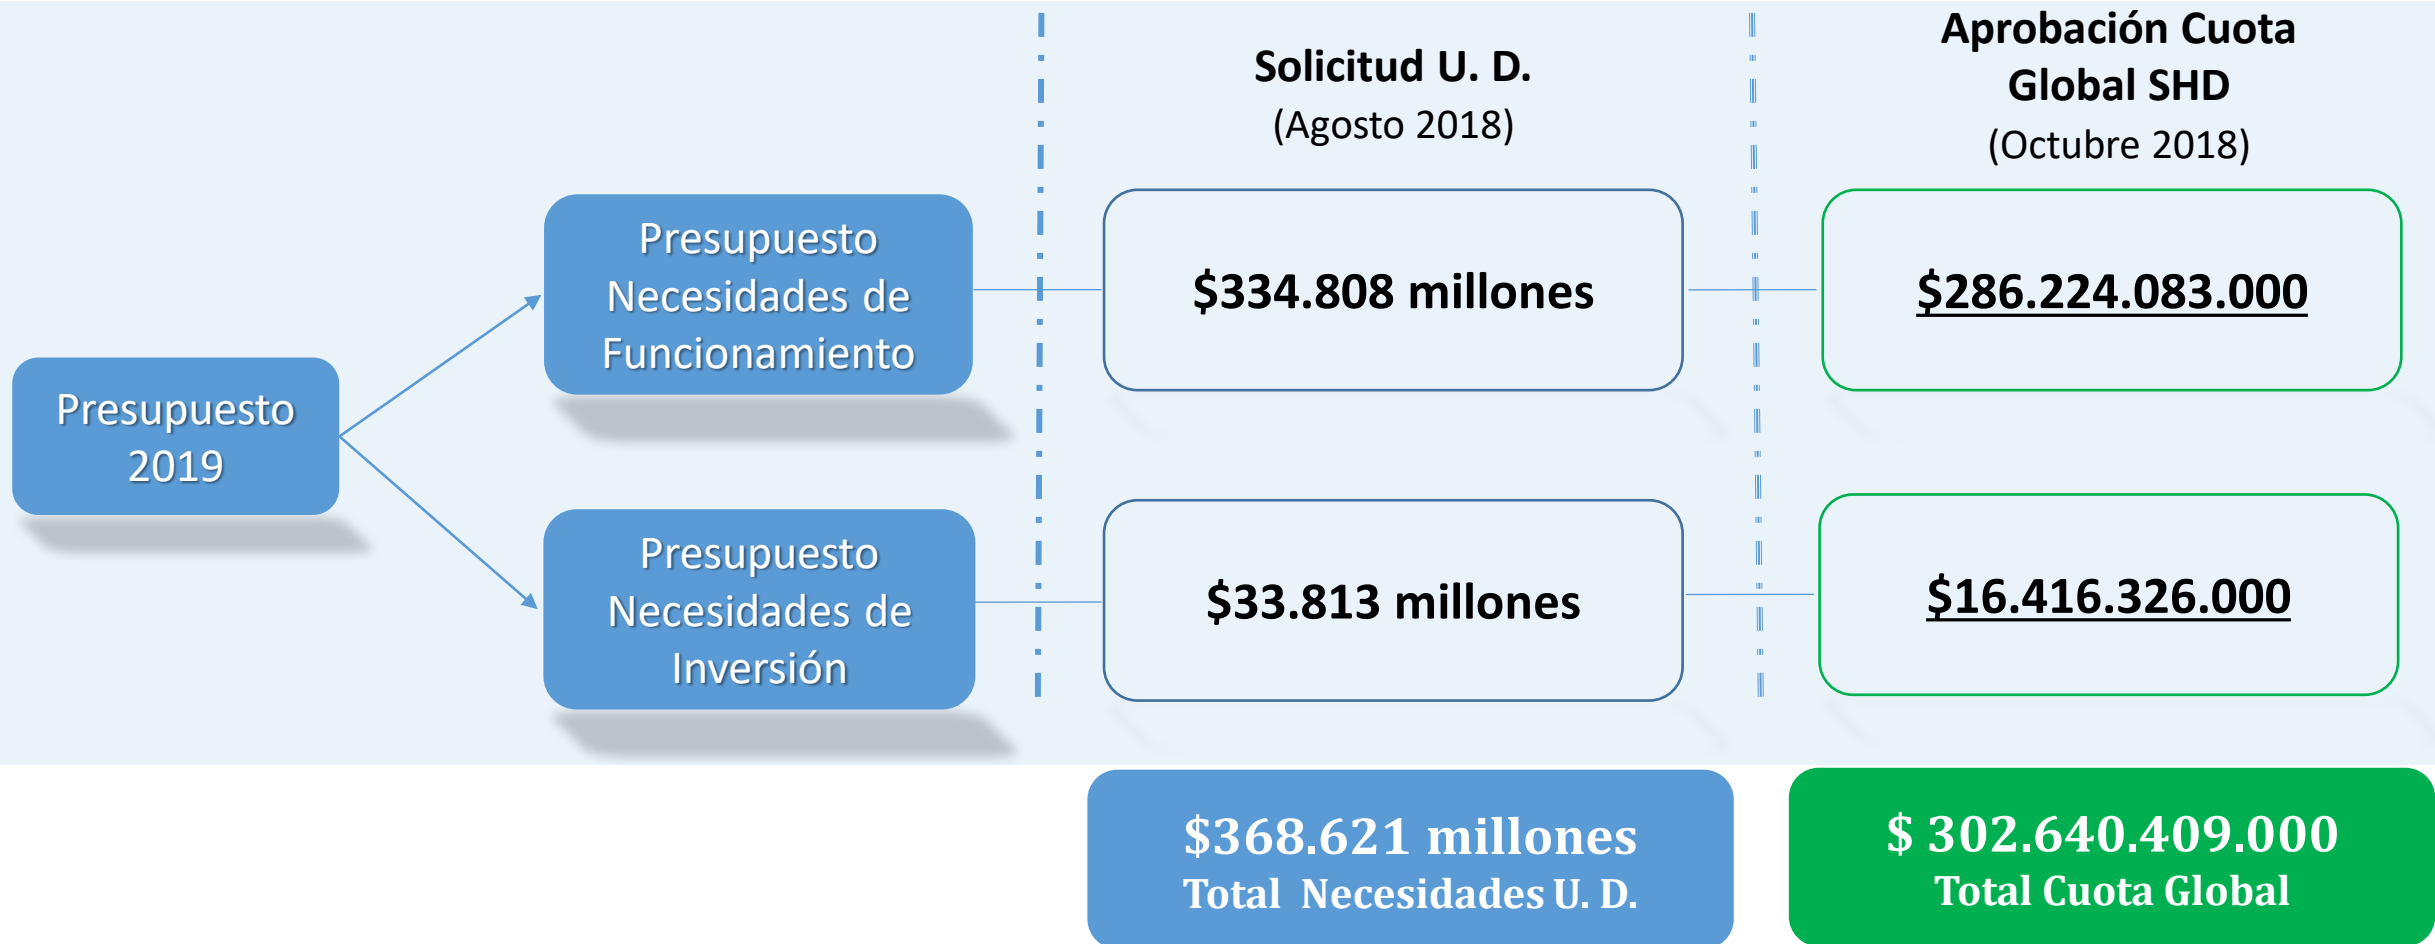 Solicitud U. D.
(Agosto 2018)
Aprobación Cuota
Global SHD
(Octubre 2018)
Presupuesto
2019
Presupuesto
Necesidades de
Funcionamiento
$334.808 millones
$286.224.083.000
Presupuesto
Necesidades de
Inversión
$33.813 millones
$16.416.326.000
$368.621 millones
Total  Necesidades U. D.
$ 302.640.409.000
Total Cuota Global